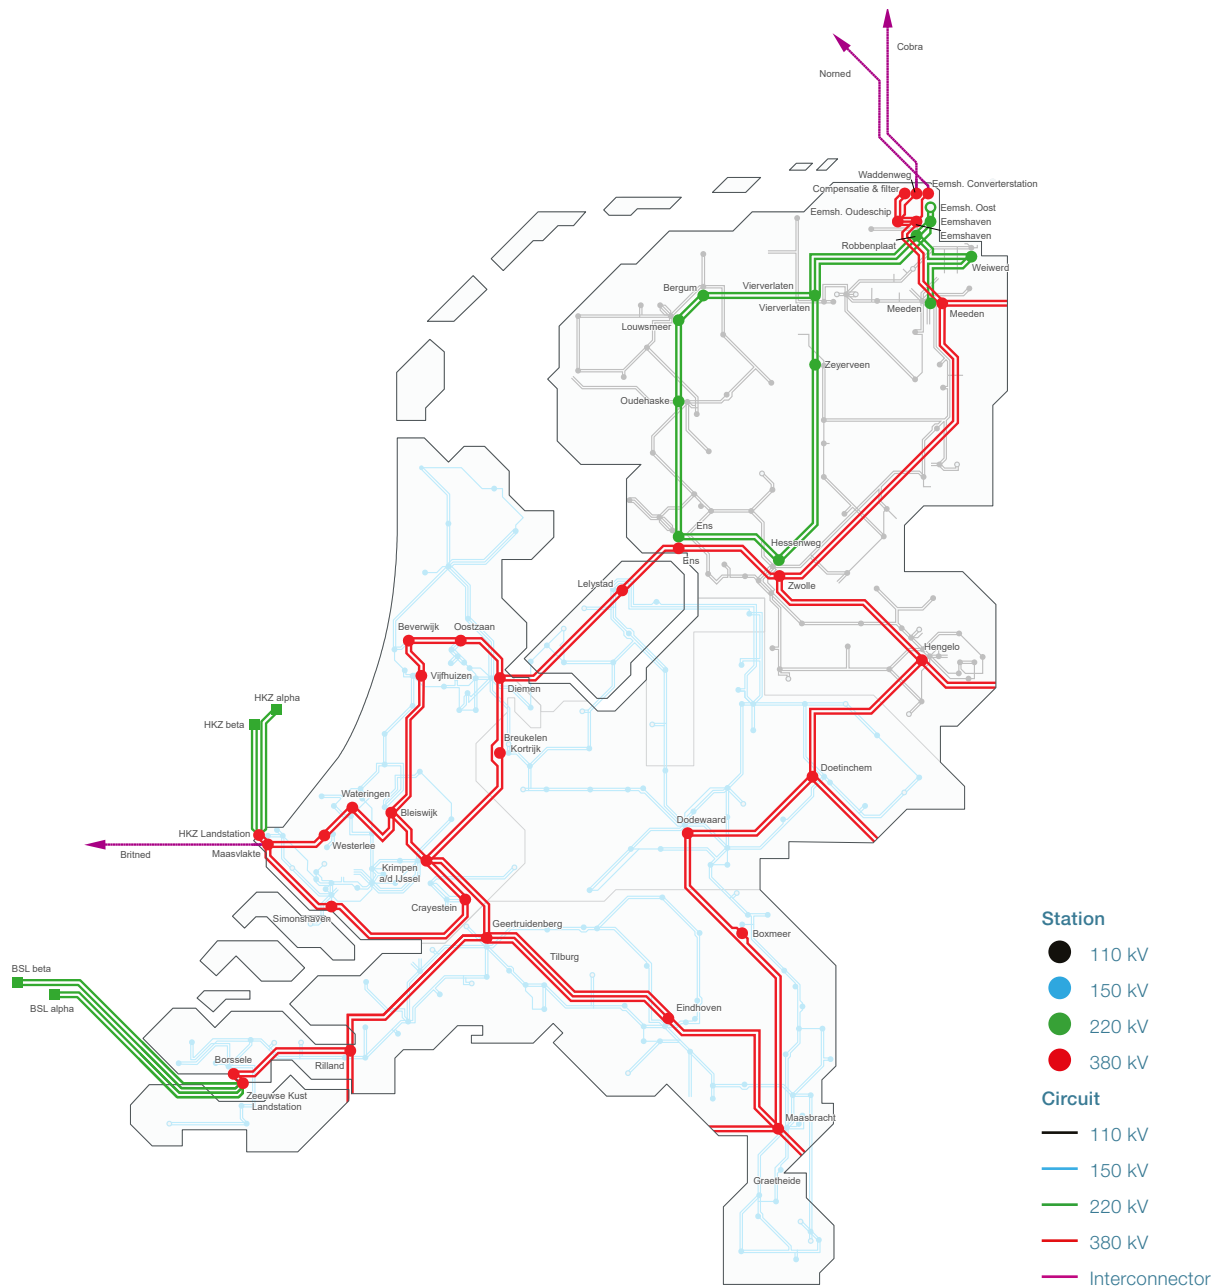 Cobra
Norned
Waddenweg
Compensatie & filter
Eemsh. Converterstation
Eemsh. Oudeschip
Eemsh. Oost
Eemshaven
Eemshaven
Robbenplaat
Weiwerd
Bergum
Vierverlaten
Vierverlaten
Meeden
Meeden
Louwsmeer
Zeyerveen
Oudehaske
Ens
Hessenweg
Ens
Lelystad
Zwolle
Beverwijk
Oostzaan
Hengelo
Vijfhuizen
Diemen
HKZ alpha
HKZ beta
Breukelen
Kortrijk
Doetinchem
Wateringen
Bleiswijk
Dodewaard
HKZ Landstation
Westerlee
Maasvlakte
Britned
Krimpen
a/d IJssel
Crayestein
Simonshaven
Geertruidenberg
Boxmeer
Tilburg
BSL beta
BSL alpha
Eindhoven
Borssele
Rilland
Zeeuwse Kust
Landstation
Maasbracht
Graetheide
Station
110 kV
150 kV
220 kV
380 kV
Circuit
110 kV
150 kV
220 kV
380 kV
Interconnector